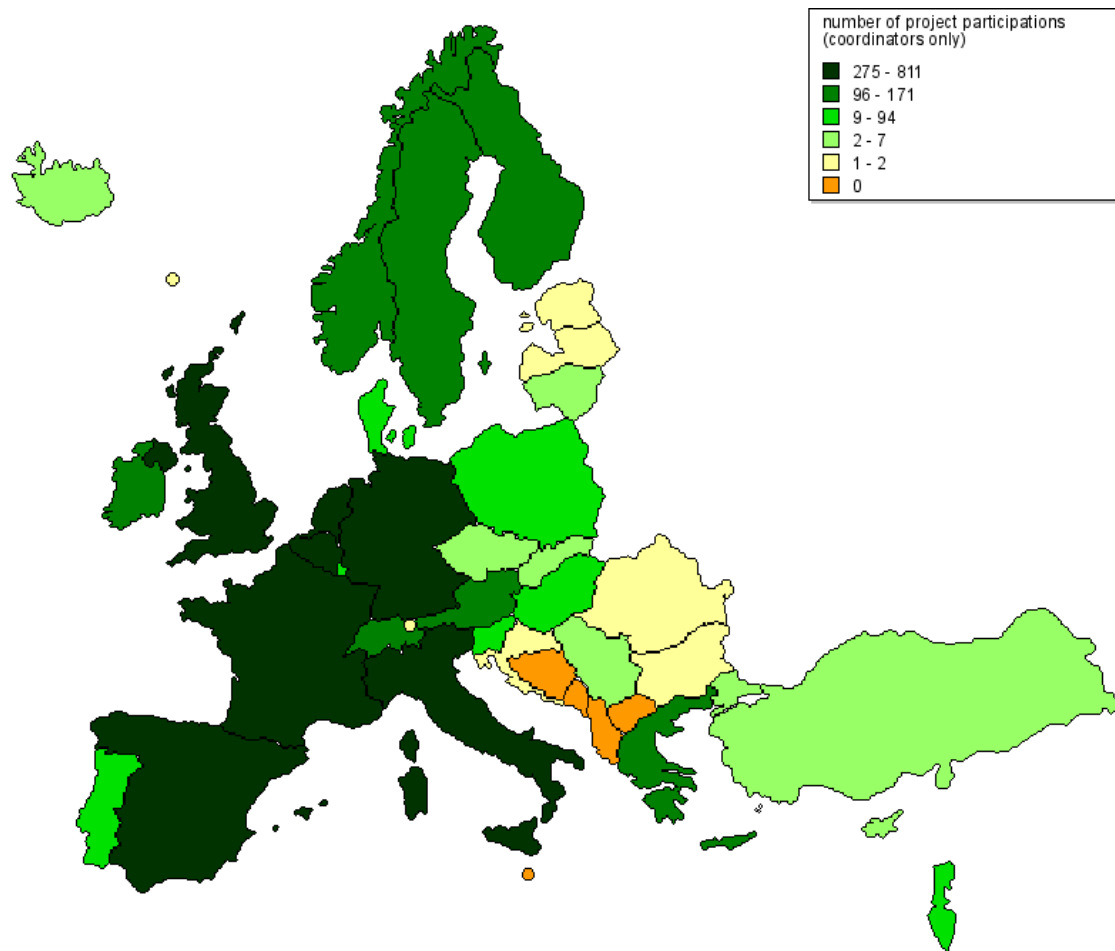 number of project participations
(coordinators only)
275 - 811
96 - 171
9 - 94
2 - 7
1 - 2
0